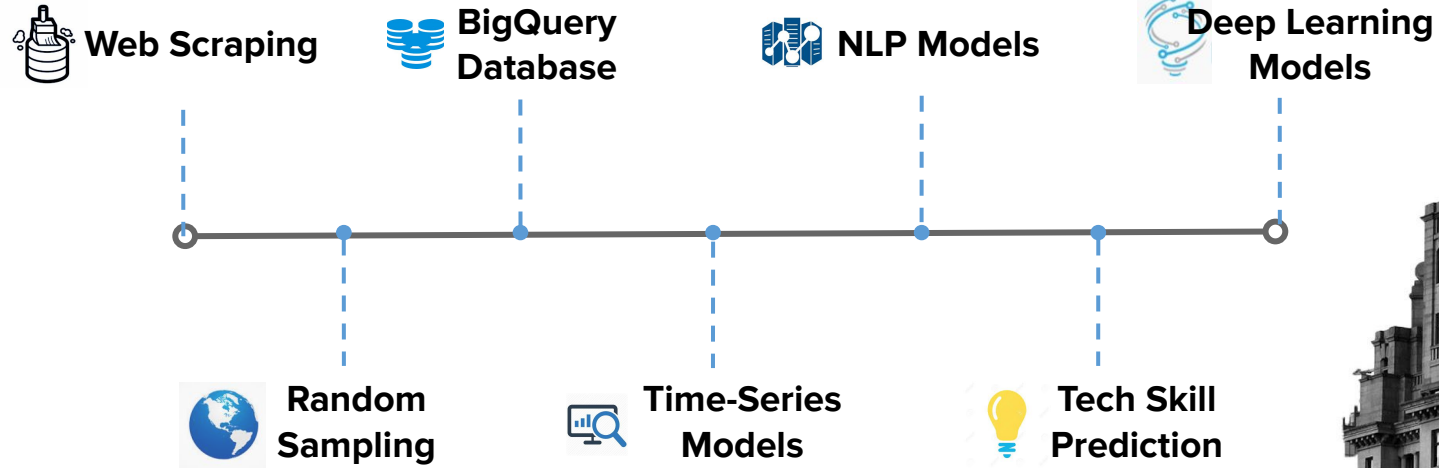 Web Scraping
BigQuery
Database
NLP Models
Deep Learning
Models
Random
Sampling
Time-Series
Models
Tech Skill
Prediction